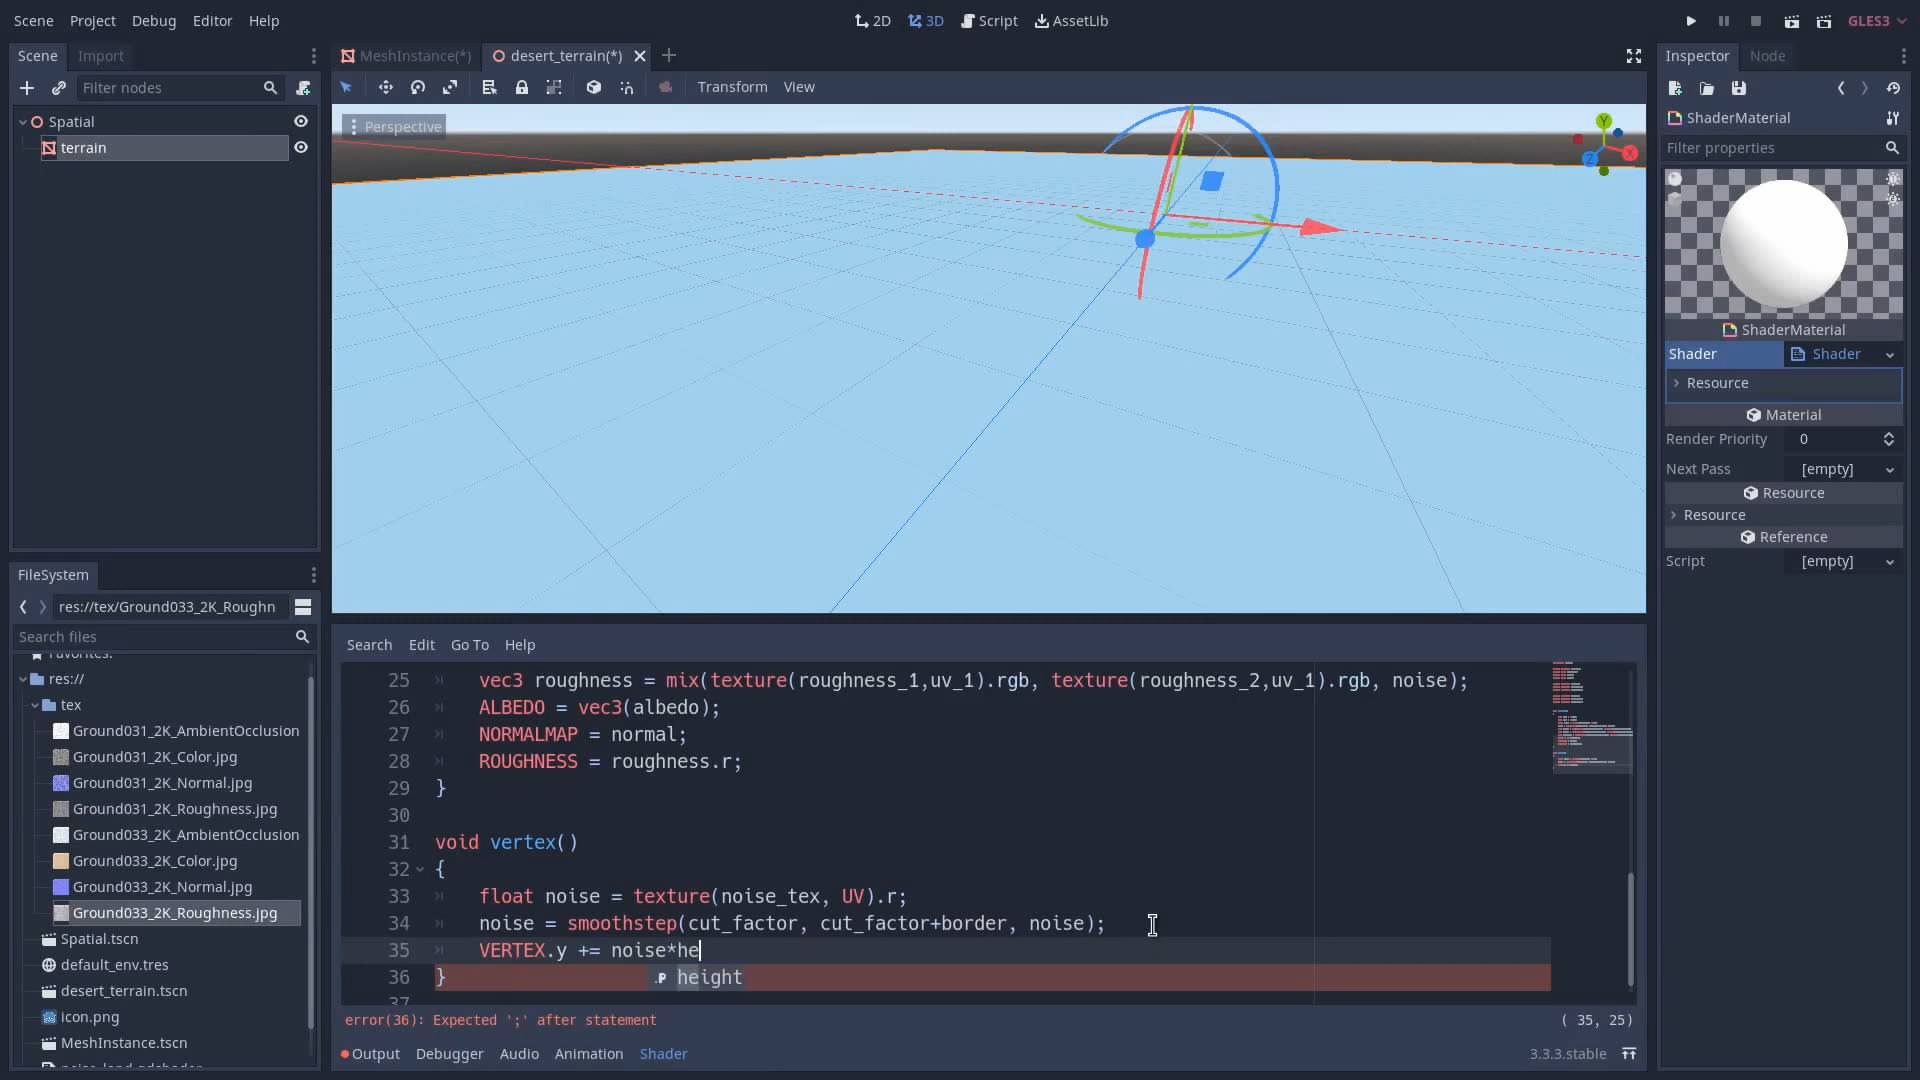 Scene Project Debug Editor Help
2D 3D Script AssetLib
GLES3
Scene Import
Filter nodes
Spatial
terrain
FileSystem
res://tex/Ground033_2K_Roughn
Search files
Favorites:
res://
tex
Ground031_2K_AmbientOcclusion
Ground031_2K_Color.jpg
Ground031_2K_Normal.jpg
Ground031_2K_Roughness.jpg
Ground033_2K_AmbientOcclusion
Ground033_2K_Color.jpg
Ground033_2K_Normal.jpg
Ground033_2K_Roughness.jpg
Spatial.tscn
default_env.tres
desert_terrain.tscn
icon.png
MeshInstance.tscn
MeshInstance(*) desert_terrain(*)
Transform View
Perspective
Y
X
Z
Search Edit Go To Help
25 vec3 roughness = mix(texture(roughness_1,uv_1).rgb, texture(roughness_2,uv_1).rgb, noise);
26 ALBEDO = vec3(albedo);
27 NORMALMAP = normal;
28 ROUGHNESS = roughness.r;
29 }
30
31 void vertex()
32 {
33 float noise = texture(noise_tex, UV).r;
34 noise = smoothstep(cut_factor, cut_factor+border, noise);
35 VERTEX.y += noise*he
36 }
height
37
error(36): Expected ';' after statement
( 35, 25)
Output Debugger Audio Animation Shader
3.3.3.stable
Inspector Node
ShaderMaterial
Filter properties
ShaderMaterial
Shader Shader
Resource
Material
Render Priority 0
Next Pass [empty]
Resource
Resource
Reference
Script [empty]